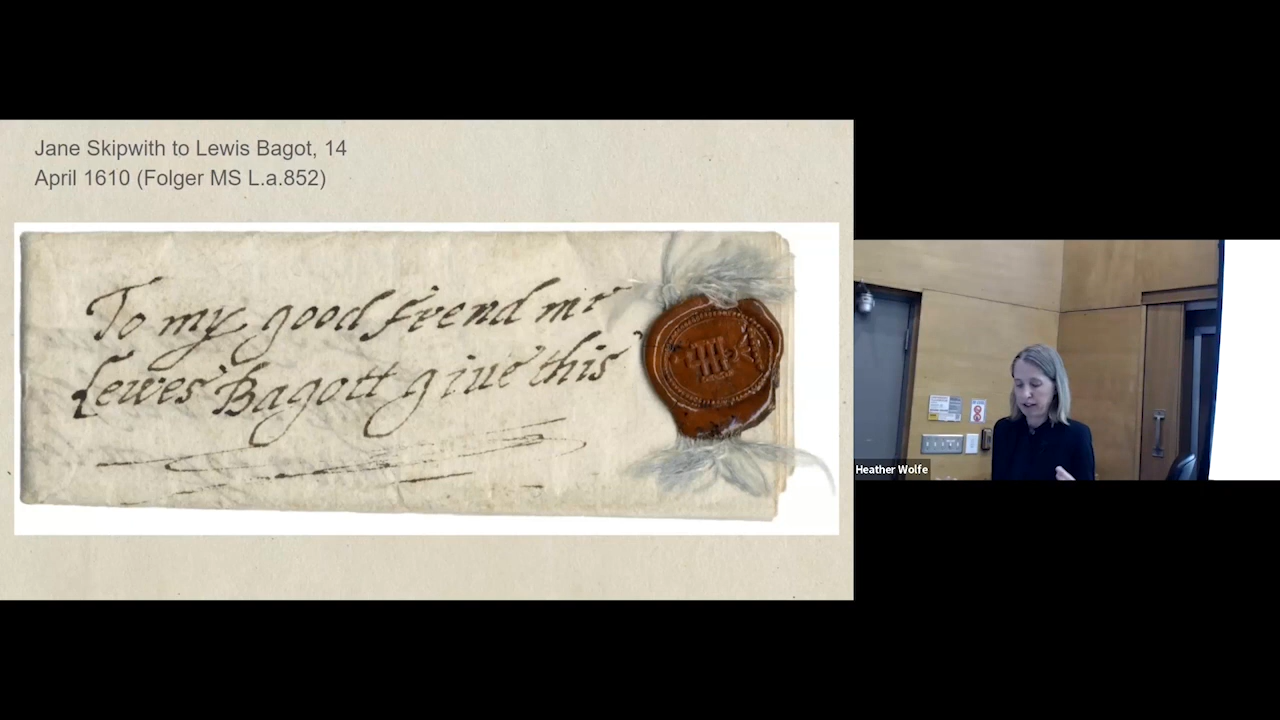 Jane Skipwith to Lewis Bagot, 14
April 1610 (Folger MS L.a.852)
To my good frend mr
Lewes Bagott giue this
Heather Wolfe